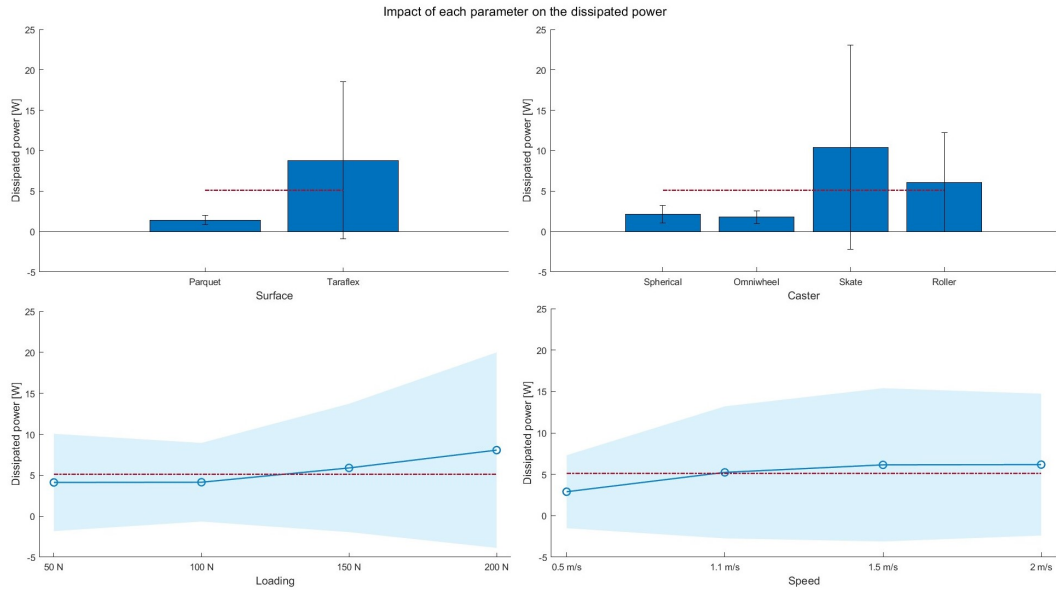 Impact of each parameter on the dissipated power
25
20
15
10
5
0
-5
Dissipated power [W]
Parquet
Taraflex
Surface
25
20
15
10
5
0
-5
Dissipated power [W]
Spherical
Omniwheel
Skate
Roller
Caster
25
20
15
10
5
0
-5
Dissipated power [W]
50 N
100 N
150 N
200 N
Loading
25
20
15
10
5
0
-5
Dissipated power [W]
0.5 m/s
1.1 m/s
1.5 m/s
2 m/s
Speed